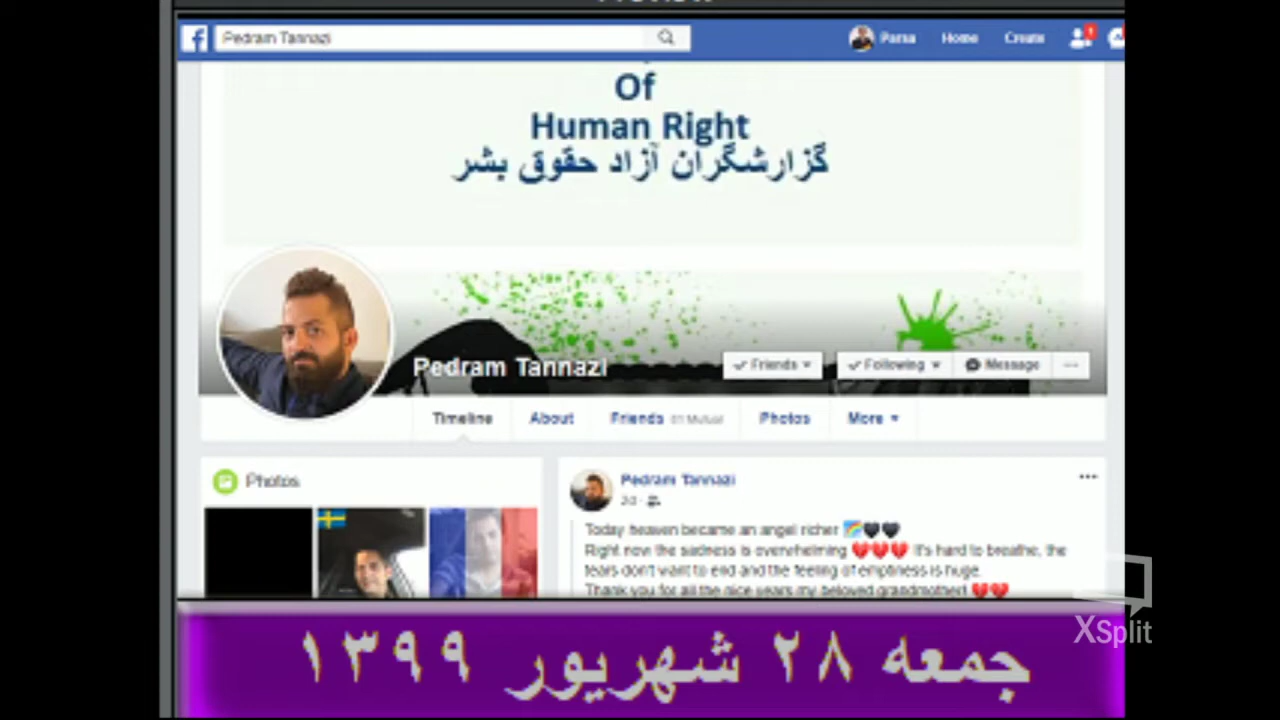 Pedram Tannazi
Parsa Home Create
Of
Human Right
گزارشگران آزاد حقوق بشر
Pedram Tannazi
Friends Following Message
Timeline About Friends 61 Mutual Photos More
Photos
Pedram Tannazi
2d
Today heaven became an angel richer 🌈🖤🖤
Right now the sadness is overwhelming 💔💔💔 It's hard to breathe, the
tears don't want to end and the feeling of emptiness is huge.
Thank you for all the nice years my beloved grandmother! 💔💔
XSplit
جمعه ۲۸ شهریور ۱۳۹۹